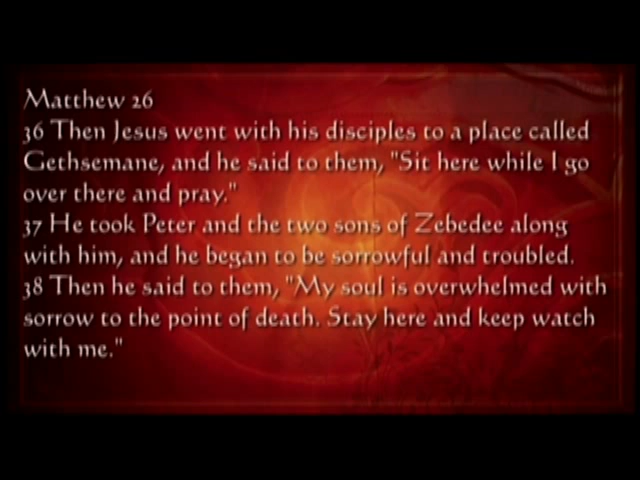 Matthew 26
36 Then Jesus went with his disciples to a place called
Gethsemane, and he said to them, "Sit here while I go
over there and pray."
37 He took Peter and the two sons of Zebedee along
with him, and he began to be sorrowful and troubled.
38 Then he said to them, "My soul is overwhelmed with
sorrow to the point of death. Stay here and keep watch
with me."